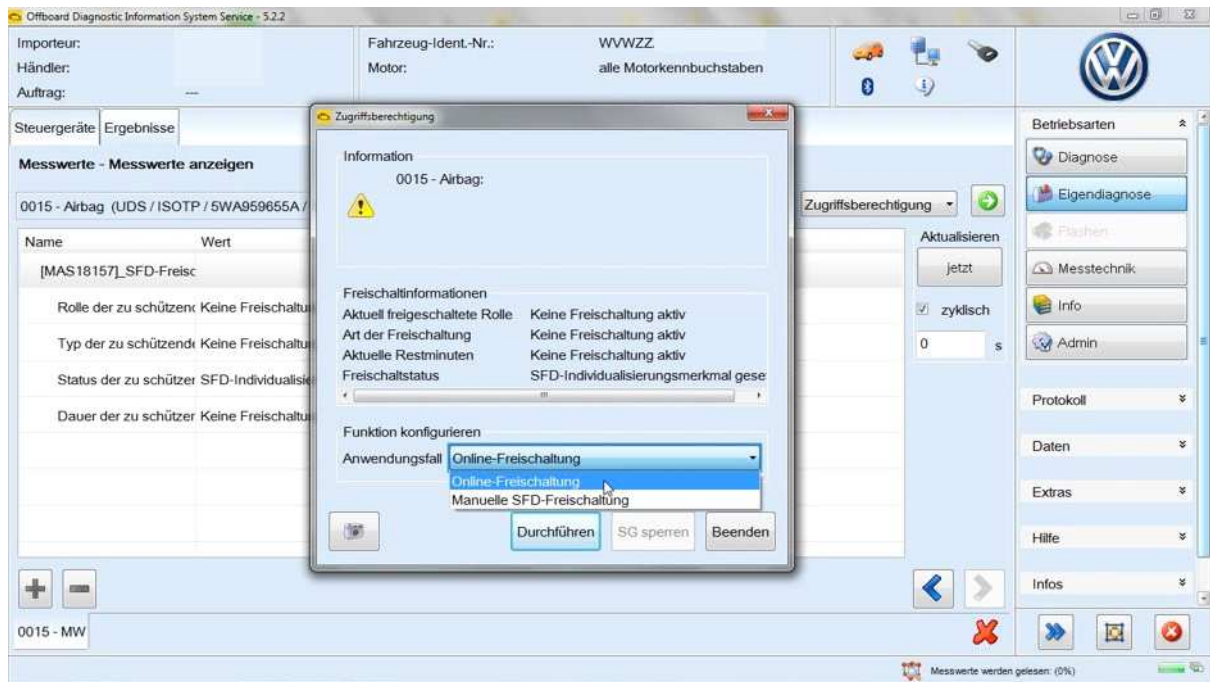 Offboard Diagnostic Information System Service - 5.2.2
Importeur:
Händler:
Auftrag: ---
Fahrzeug-Ident.-Nr.: WVWZZ
Motor: alle Motorkennbuchstaben
Steuergeräte Ergebnisse
Messwerte - Messwerte anzeigen
0015 - Airbag (UDS / ISOTP / 5WA959655A /
Zugriffsberechtigung
Name Wert
[MAS18157]_SFD-Freisc
Rolle der zu schützenc Keine Freischaltu
Typ der zu schützende Keine Freischaltu
Status der zu schützer SFD-Individualisie
Dauer der zu schützer Keine Freischaltu
Aktualisieren
jetzt
zyklisch
0 s
Zugriffsberechtigung
Information
0015 - Airbag:
Freischaltinformationen
Aktuell freigeschaltete Rolle Keine Freischaltung aktiv
Art der Freischaltung Keine Freischaltung aktiv
Aktuelle Restminuten Keine Freischaltung aktiv
Freischaltstatus SFD-Individualisierungsmerkmal gese
Funktion konfigurieren
Anwendungsfall Online-Freischaltung
Online-Freischaltung
Manuelle SFD-Freischaltung
Durchführen SG sperren Beenden
Betriebsarten
Diagnose
Eigendiagnose
Flashen
Messtechnik
Info
Admin
Protokoll
Daten
Extras
Hilfe
Infos
0015 - MW
Messwerte werden gelesen: (0%)